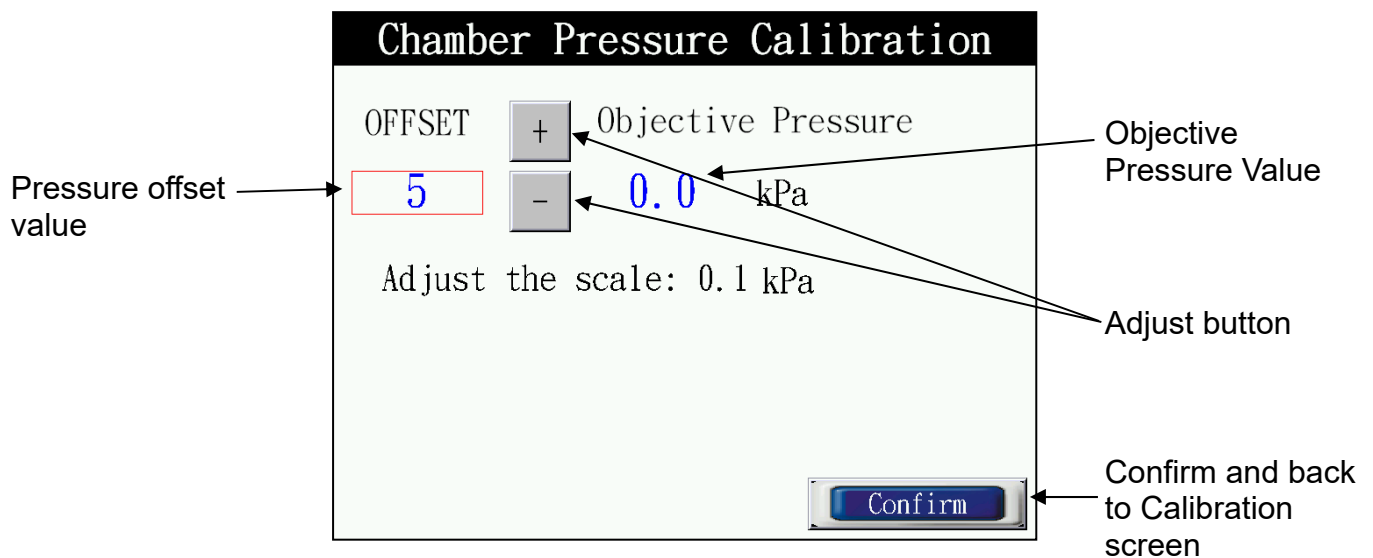 Chamber Pressure Calibration
OFFSET + Objective Pressure
5 - 0.0 kPa
Adjust the scale: 0.1 kPa
Confirm
Pressure offset
value
Objective
Pressure Value
Adjust button
Confirm and back
to Calibration
screen